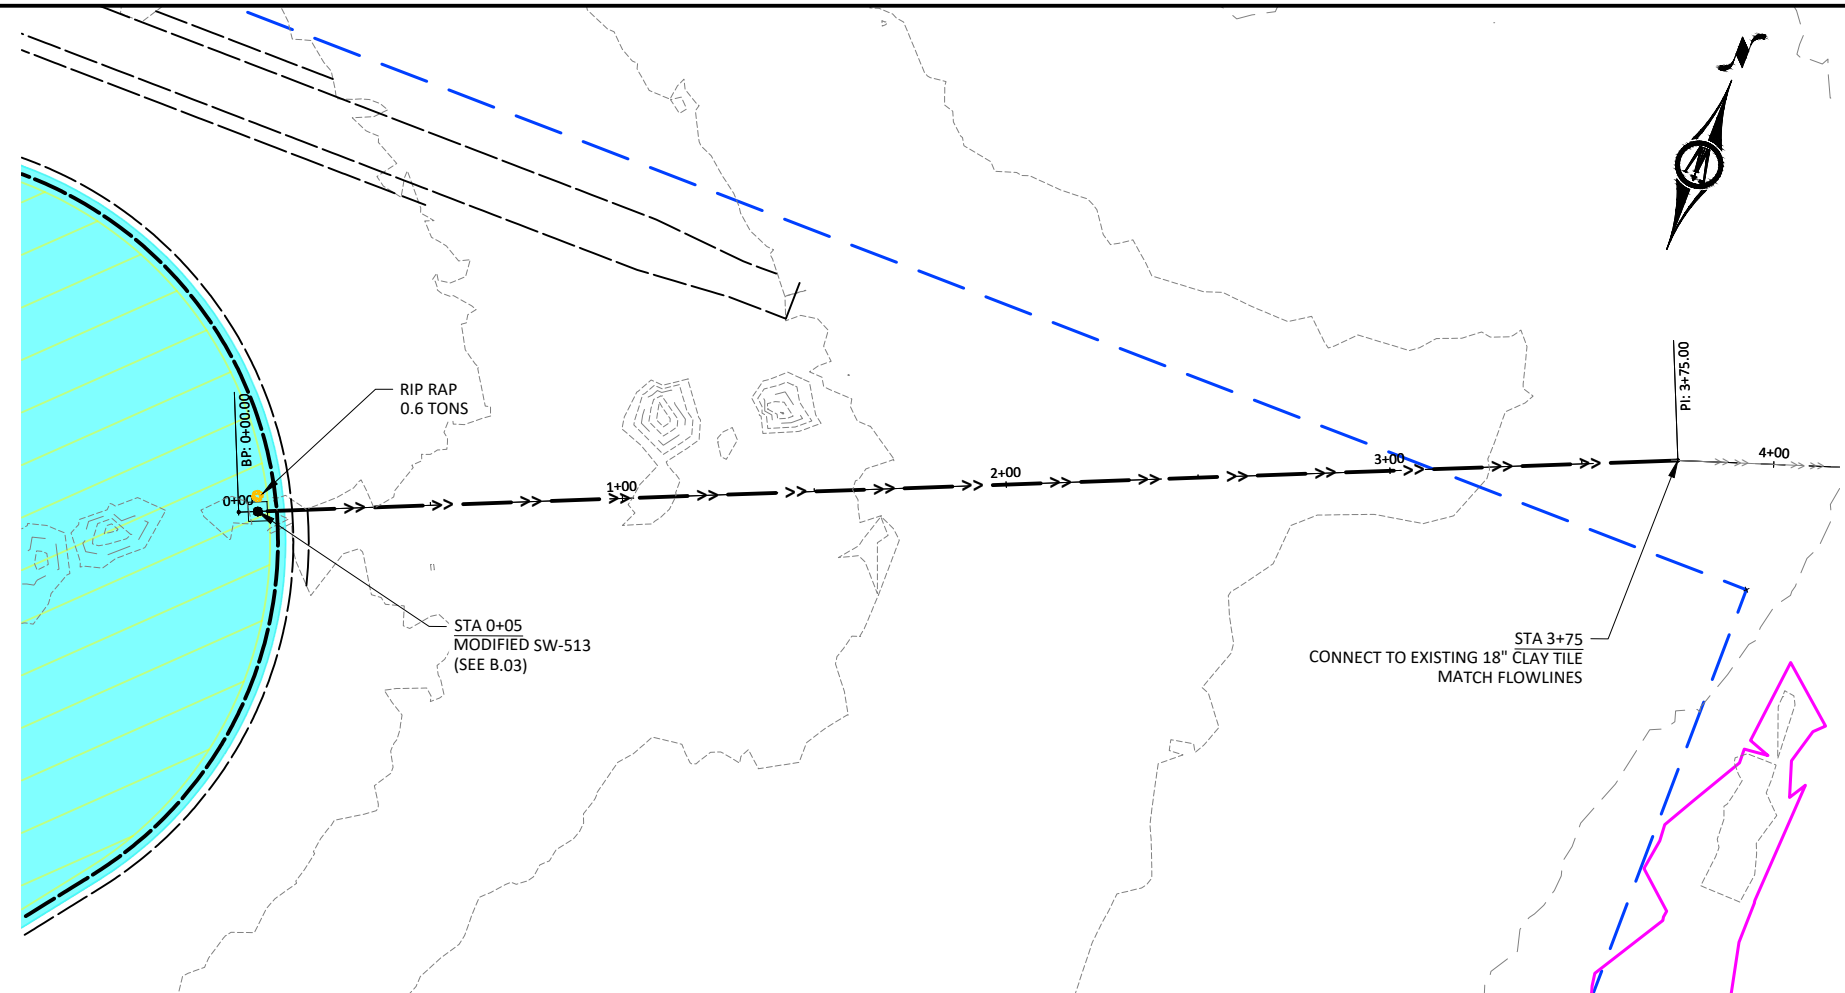 N
RIP RAP
0.6 TONS
BP: 0+00.00
0+00
1+00
2+00
3+00
PI: 3+75.00
4+00
STA 0+05
MODIFIED SW-513
(SEE B.03)
STA 3+75
CONNECT TO EXISTING 18" CLAY TILE
MATCH FLOWLINES